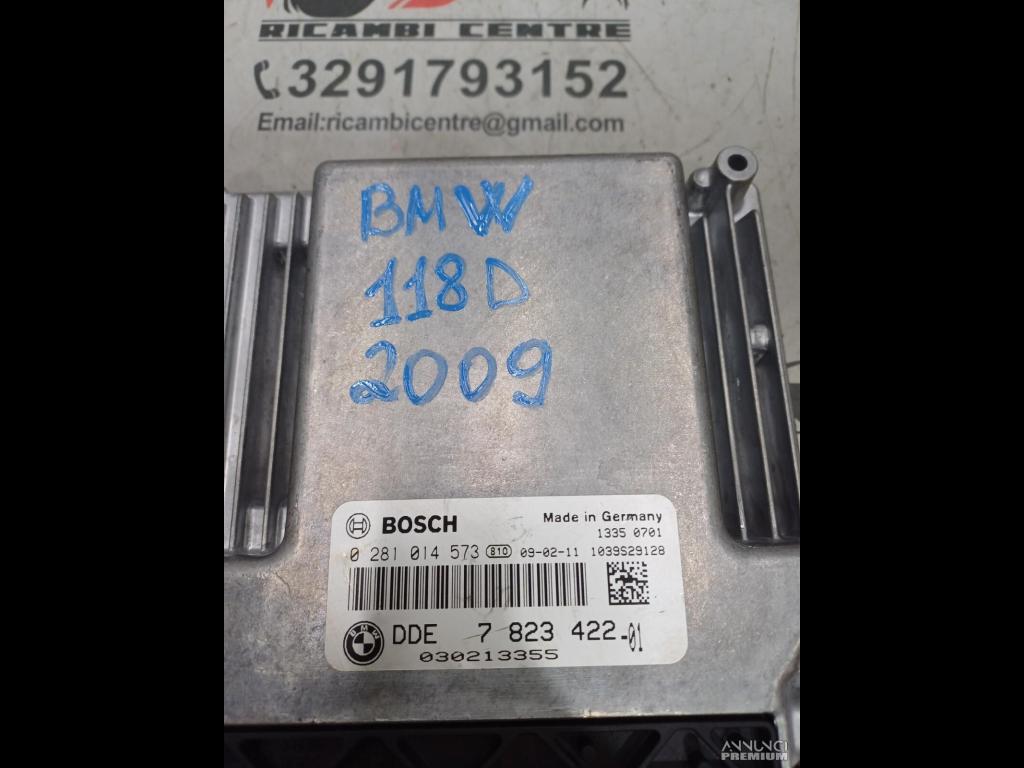 RICAMBI CENTRE
3291793152
Email:ricambicentre@gmail.com
BMW
118D
2009
BOSCH
Made in Germany
1335 0701
0 281 014 573 810 09-02-11 1039S29128
BMW DDE 7 823 422-01
030213355
ANNUNCI
PREMIUM